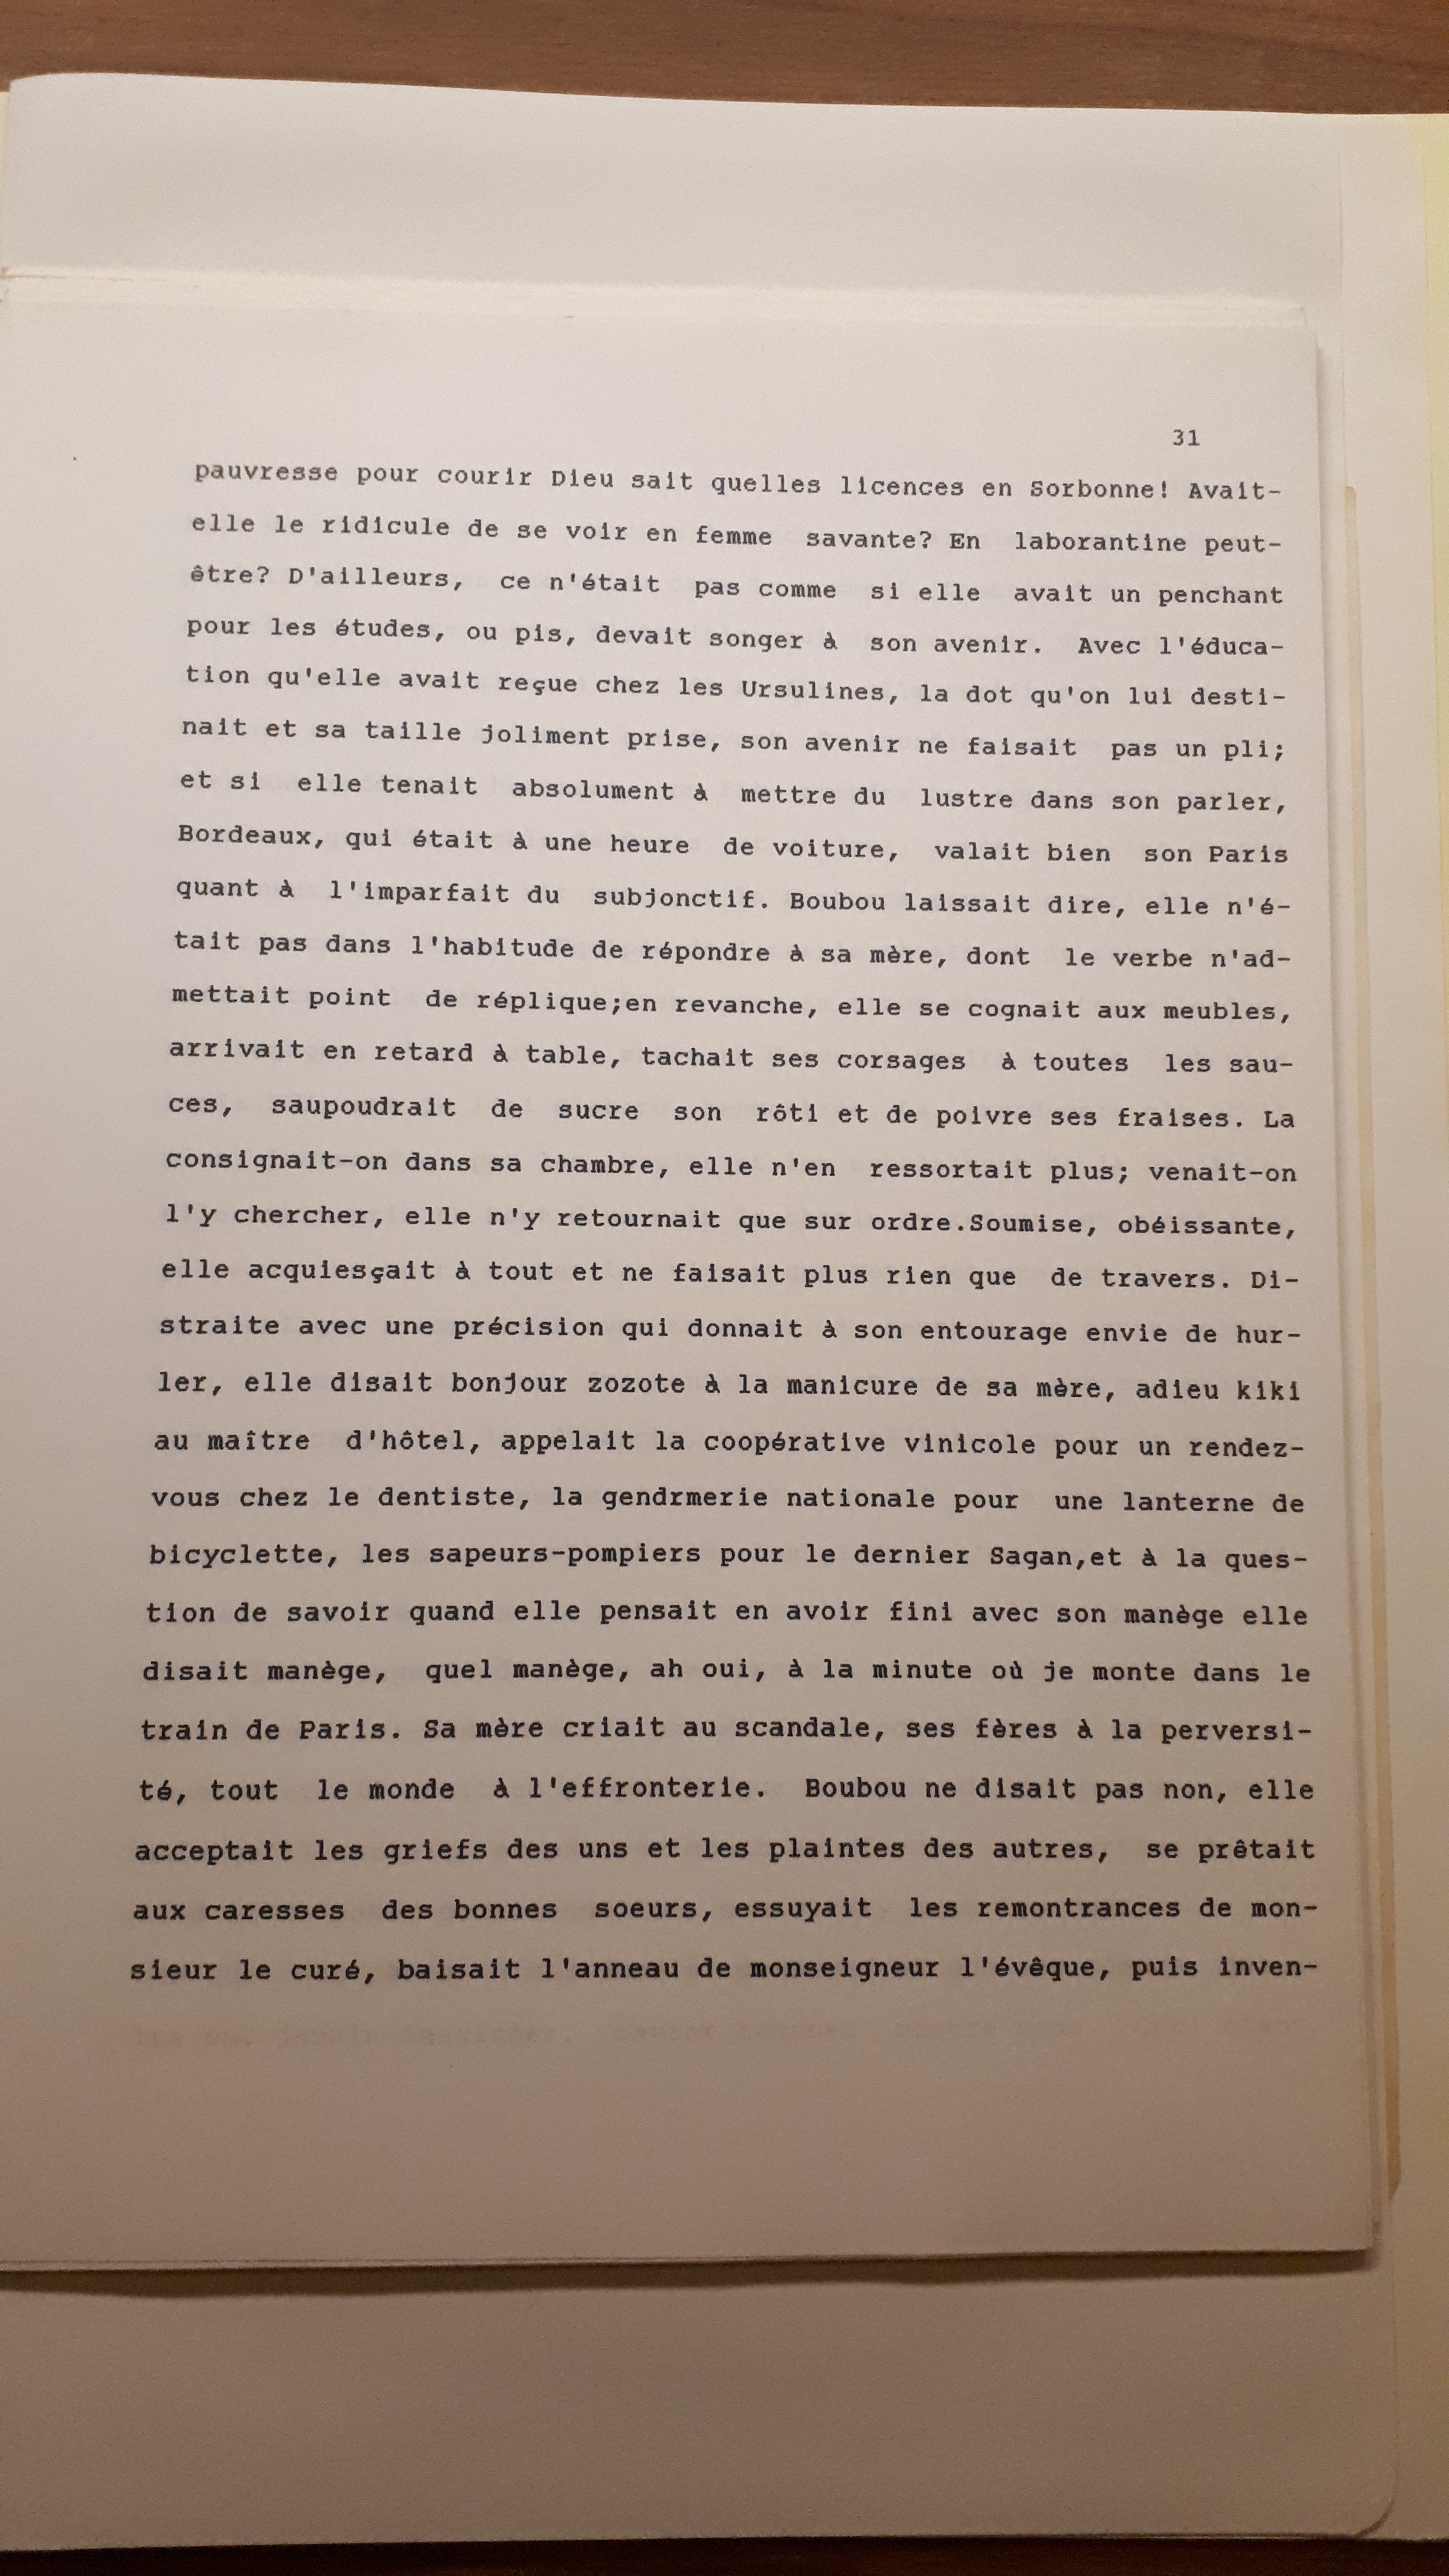 31
pauvresse pour courir Dieu sait quelles licences en Sorbonne! Avait-
elle le ridicule de se voir en femme savante? En laborantine peut-
être? D'ailleurs, ce n'était pas comme si elle avait un penchant
pour les études, ou pis, devait songer à son avenir. Avec l'éduca-
tion qu'elle avait reçue chez les Ursulines, la dot qu'on lui desti-
nait et sa taille joliment prise, son avenir ne faisait pas un pli;
et si elle tenait absolument à mettre du lustre dans son parler,
Bordeaux, qui était à une heure de voiture, valait bien son Paris
quant à l'imparfait du subjonctif. Boubou laissait dire, elle n'é-
tait pas dans l'habitude de répondre à sa mère, dont le verbe n'ad-
mettait point de réplique;en revanche, elle se cognait aux meubles,
arrivait en retard à table, tachait ses corsages à toutes les sau-
ces, saupoudrait de sucre son rôti et de poivre ses fraises. La
consignait-on dans sa chambre, elle n'en ressortait plus; venait-on
l'y chercher, elle n'y retournait que sur ordre.Soumise, obéissante,
elle acquiesçait à tout et ne faisait plus rien que de travers. Di-
straite avec une précision qui donnait à son entourage envie de hur-
ler, elle disait bonjour zozote à la manicure de sa mère, adieu kiki
au maître d'hôtel, appelait la coopérative vinicole pour un rendez-
vous chez le dentiste, la gendrmerie nationale pour une lanterne de
bicyclette, les sapeurs-pompiers pour le dernier Sagan,et à la ques-
tion de savoir quand elle pensait en avoir fini avec son manège elle
disait manège, quel manège, ah oui, à la minute où je monte dans le
train de Paris. Sa mère criait au scandale, ses fères à la perversi-
té, tout le monde à l'effronterie. Boubou ne disait pas non, elle
acceptait les griefs des uns et les plaintes des autres, se prêtait
aux caresses des bonnes soeurs, essuyait les remontrances de mon-
sieur le curé, baisait l'anneau de monseigneur l'évêque, puis inven-